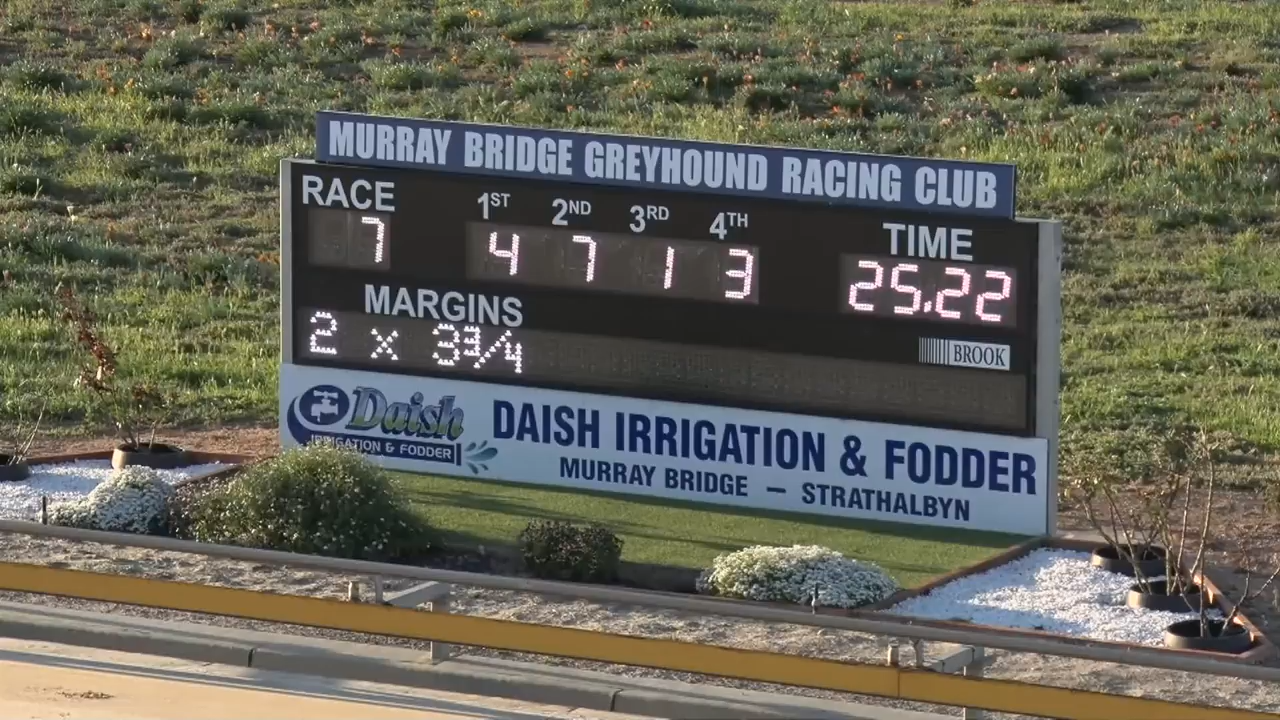 MURRAY BRIDGE GREYHOUND RACING CLUB
RACE 1ST 2ND 3RD 4TH TIME
7 4 7 1 3 25.22
MARGINS
2 x 3¾
BROOK
Daish
IRRIGATION & FODDER
DAISH IRRIGATION & FODDER
MURRAY BRIDGE – STRATHALBYN